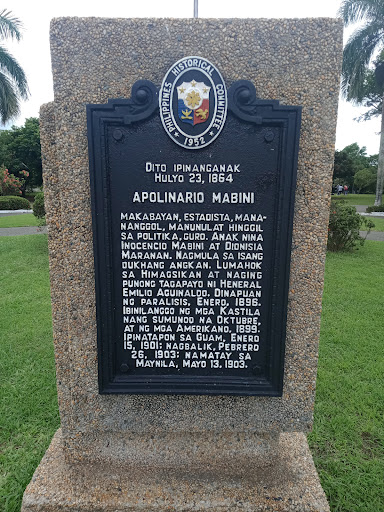 PHILIPPINES HISTORICAL COMMITTEE
1952
DITO IPINANGANAK
HULYO 23, 1864
APOLINARIO MABINI
MAKABAYAN, ESTADISTA, MANA-
NANGGOL, MANUNULAT HINGGIL
SA POLITIKA, GURO. ANAK NINA
INOCENCIO MABINI AT DIONISIA
MARANAN. NAGMULA SA ISANG
DUKHANG ANGKAN. LUMAHOK
SA HIMAGSIKAN AT NAGING
PUNONG TAGAPAYO NI HENERAL
EMILIO AGUINALDO. DINAPUAN
NG PARALISIS, ENERO, 1896.
IBINILANGGO NG MGA KASTILA
NANG SUMUNOD NA OKTUBRE,
AT NG MGA AMERIKANO, 1899.
IPINATAPON SA GUAM, ENERO
15, 1901; NAGBALIK, PEBRERO
26, 1903; NAMATAY SA
MAYNILA, MAYO 13, 1903.